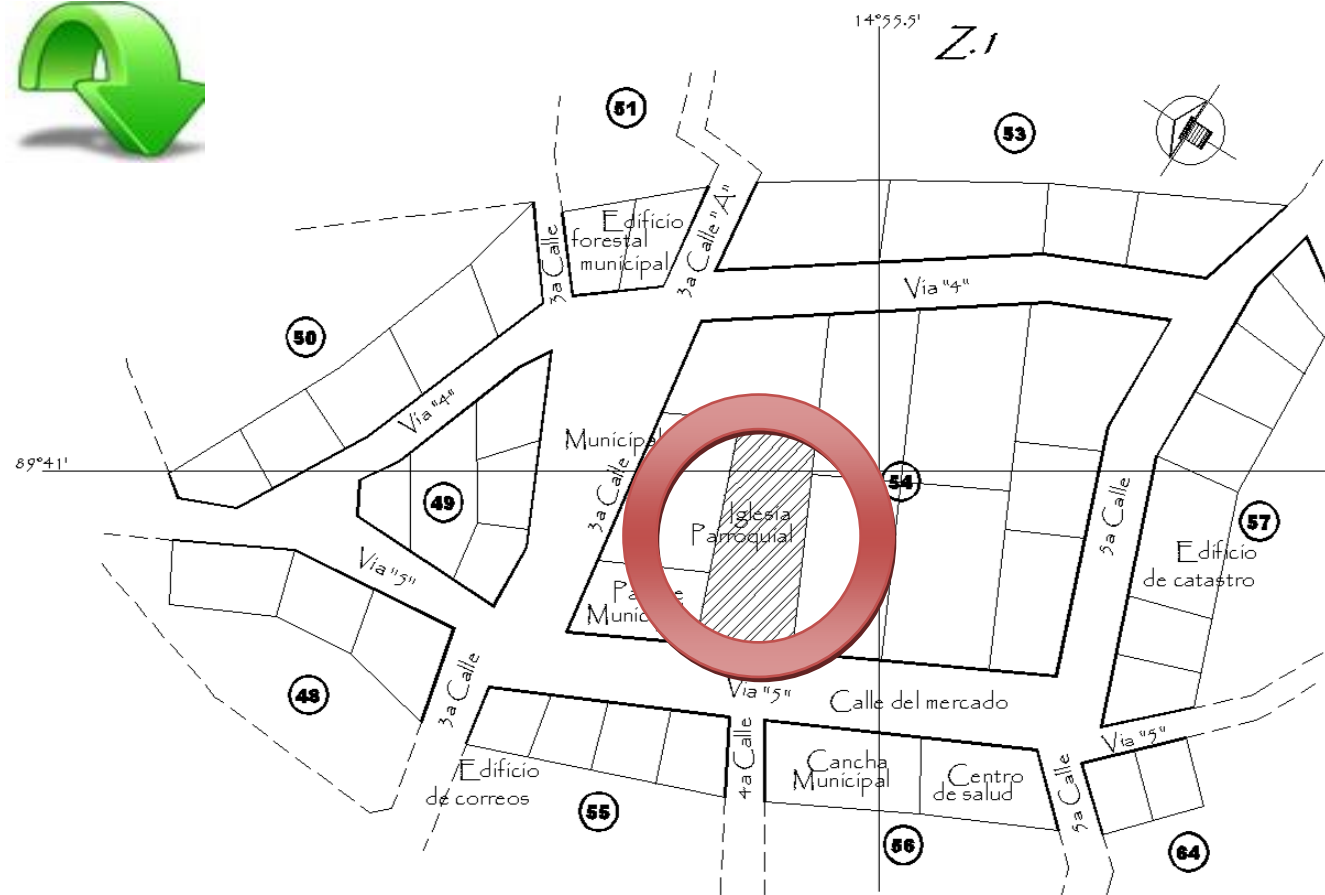 14°55.5'
Z.1
51
53
Edificio
forestal
municipal
3a Calle
3a Calle "A"
Via "4"
50
Via "4"
Municipal
89°41'
3a Calle
49
54
Iglesia
Parroquial
57
Edificio
de catastro
5a Calle
Via "5"
48
3a Calle
Via "5"
Calle del mercado
Via "5"
4a Calle
Cancha
Municipal
Centro
de salud
5a Calle
Edificio
de correos
55
56
64